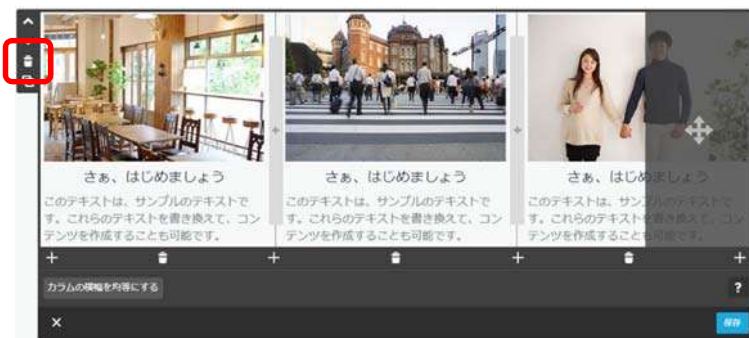 さぁ、はじめましょう
さぁ、はじめましょう
さぁ、はじめましょう
このテキストは、サンプルのテキストで
す。これらのテキストを書き換えて、コン
テンツを作成することも可能です。
このテキストは、サンプルのテキストで
す。これらのテキストを書き換えて、コン
テンツを作成することも可能です。
このテキストは、サンプルのテキストで
す。これらのテキストを書き換えて、コン
テンツを作成することも可能です。
カラムの横幅を均等にする
?
保存